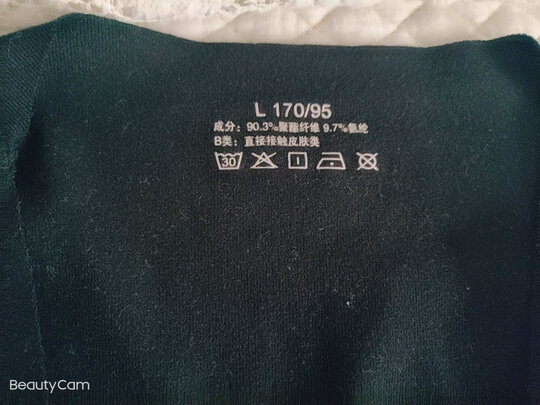 L 170/95
成分：90.3%聚酯纤维 9.7%氨纶
B类：直接接触皮肤类
30
BeautyCam